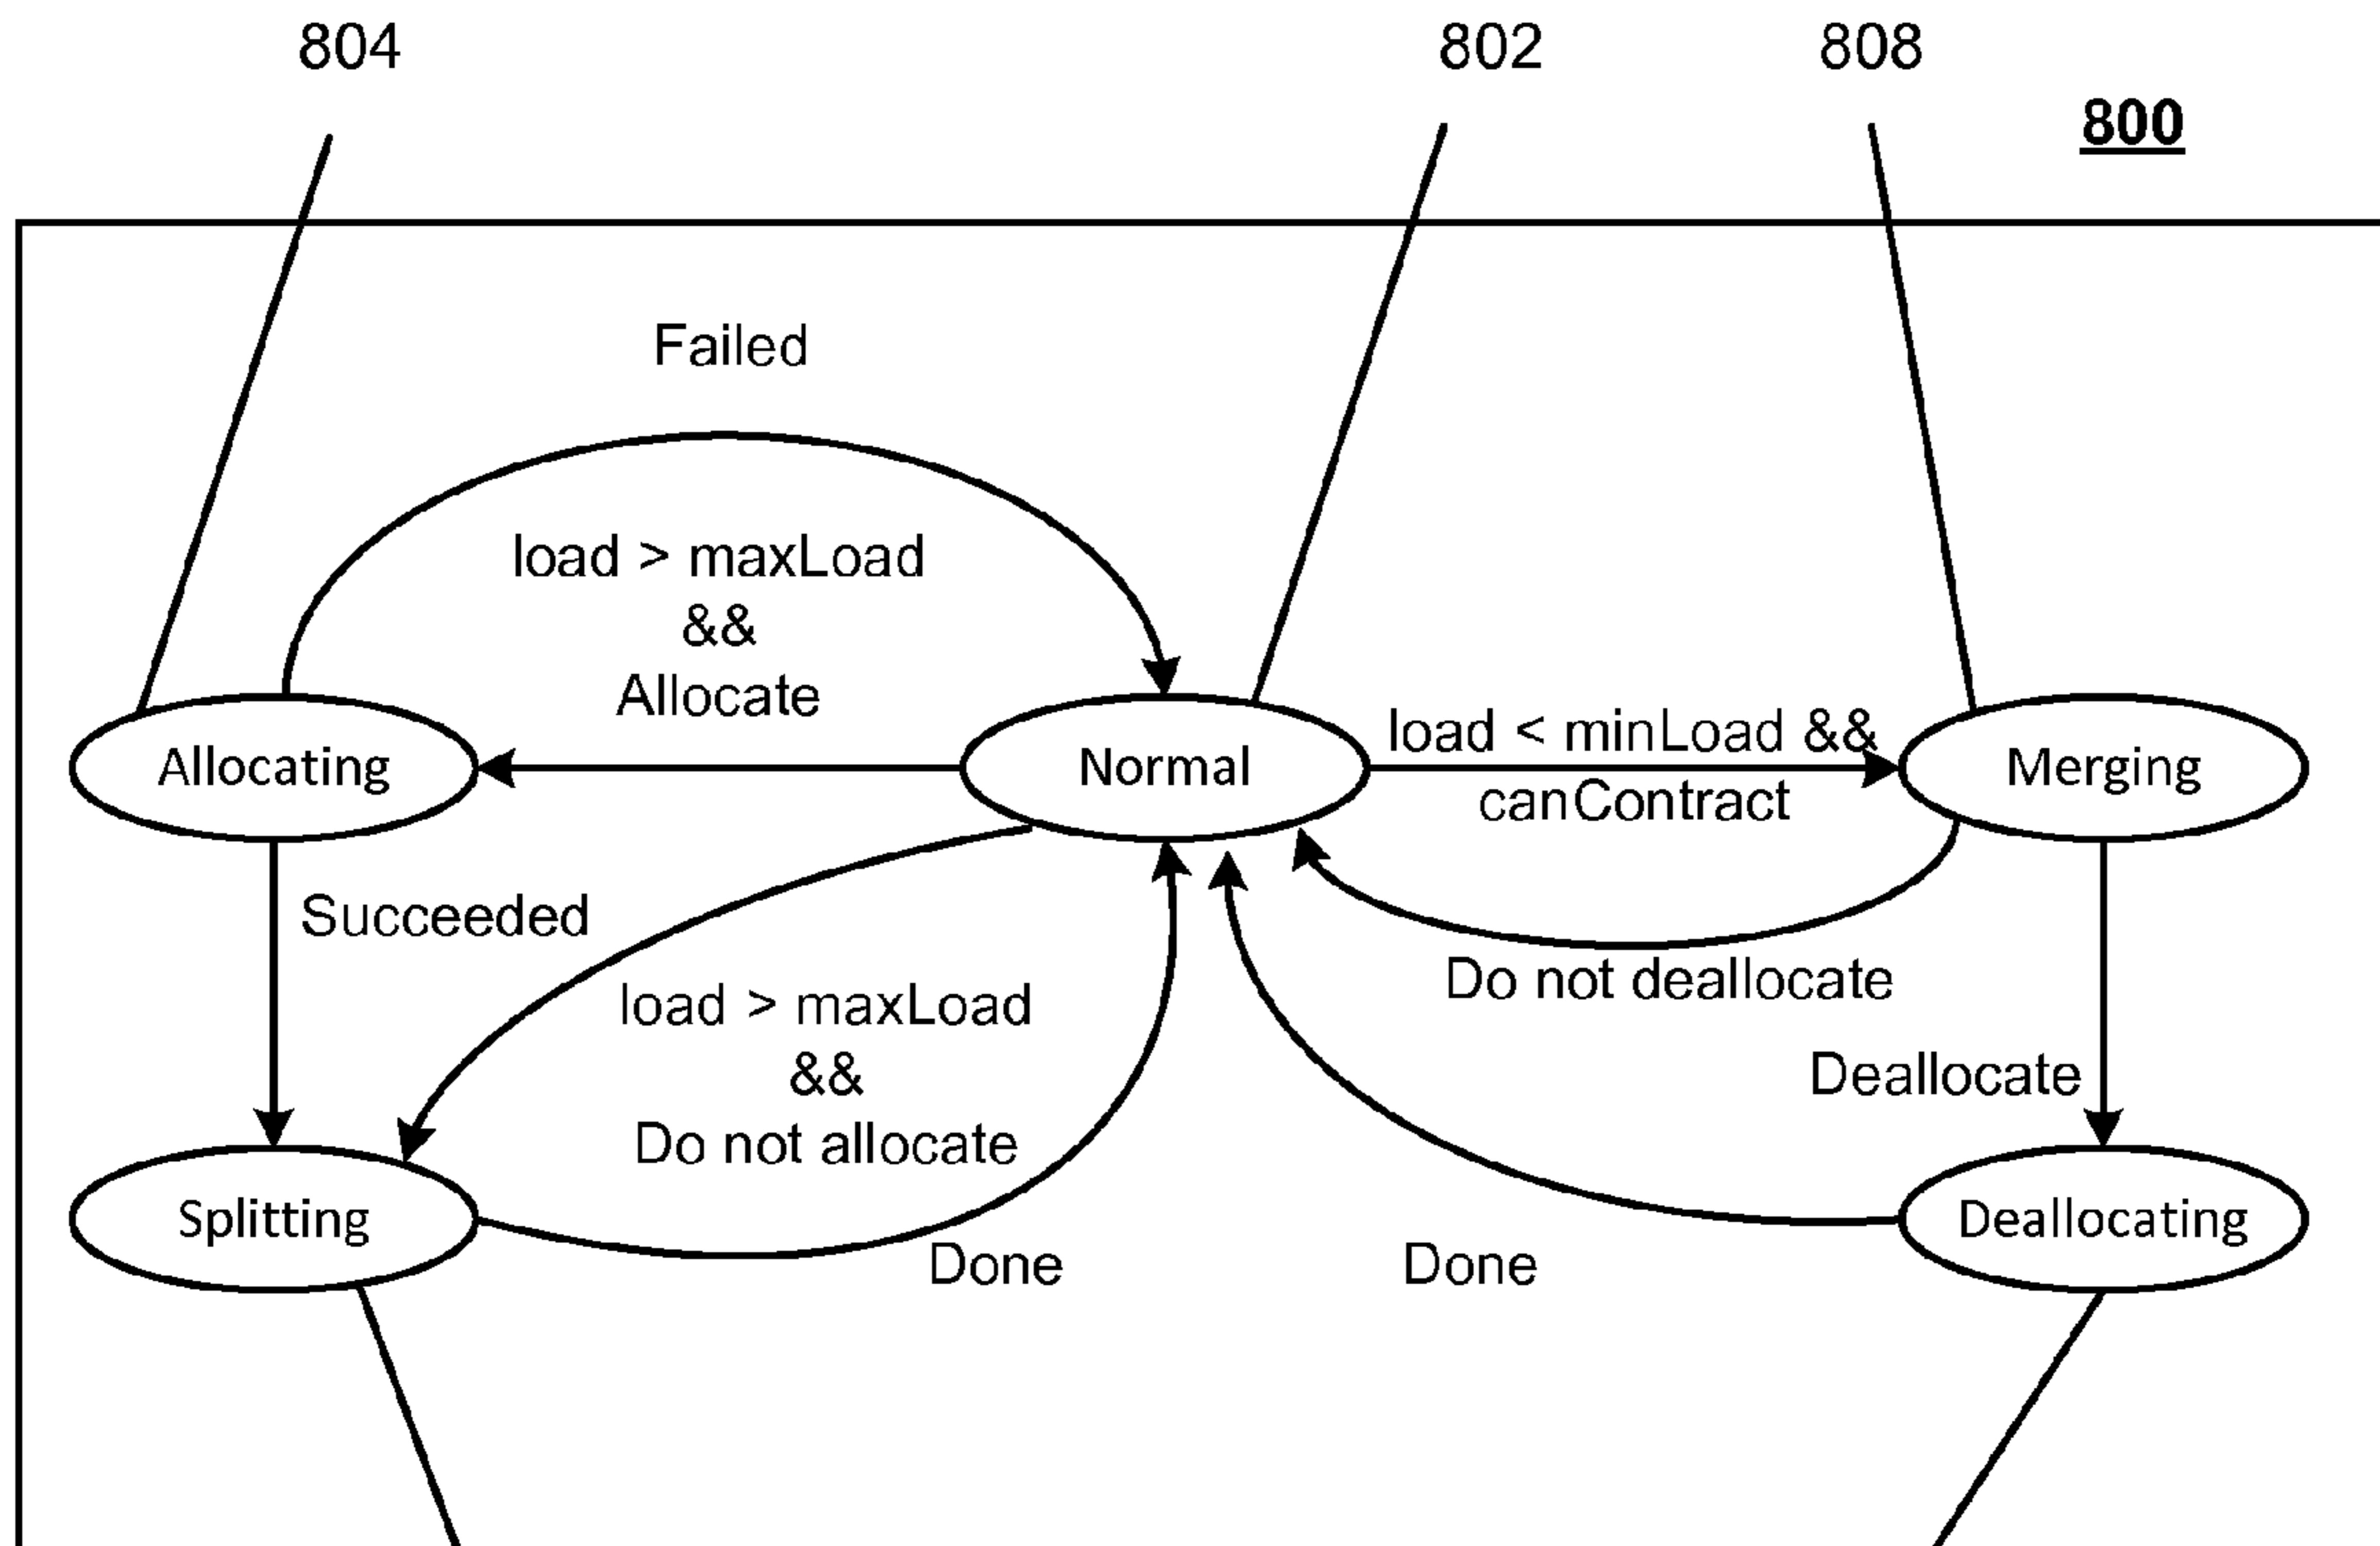 804
802
808
800
Failed
load > maxLoad
&&
Allocate
Allocating
Normal
load < minLoad &&
canContract
Merging
Succeeded
load > maxLoad
&&
Do not allocate
Do not deallocate
Deallocate
Splitting
Done
Done
Deallocating